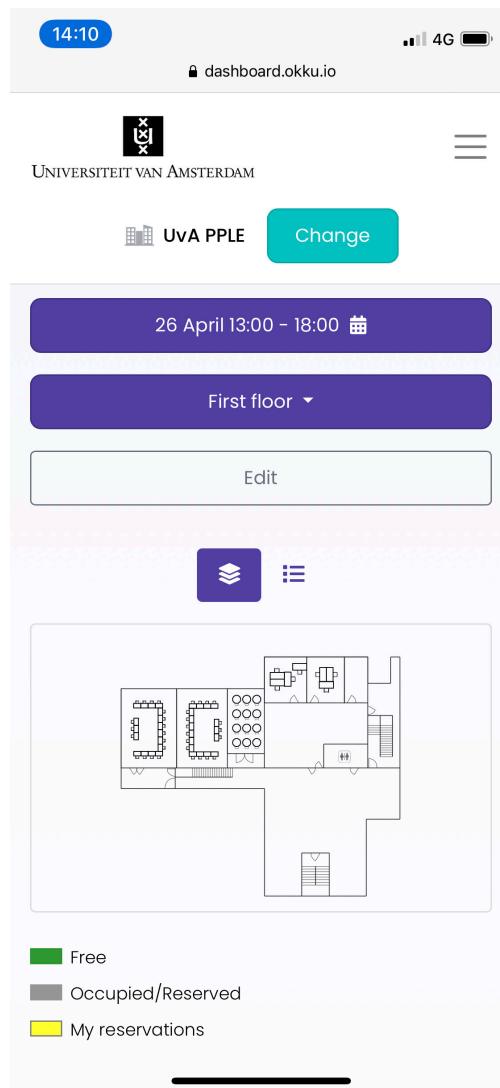 14:10
4G
dashboard.okku.io
UNIVERSITEIT VAN AMSTERDAM
UvA PPLE
Change
26 April 13:00 - 18:00
First floor
Edit
Free
Occupied/Reserved
My reservations